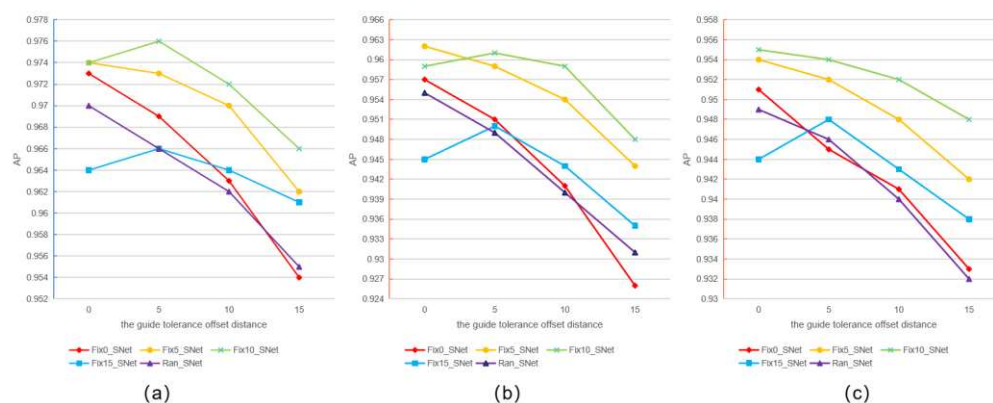 0.978
0.976
0.974
0.972
0.97
0.968
0.966
0.964
0.962
0.96
0.958
0.956
0.954
0.952
AP
0 5 10 15
the guide tolerance offset distance
Fix0_SNet Fix5_SNet Fix10_SNet
Fix15_SNet Ran_SNet
(a)
0.966
0.963
0.96
0.957
0.954
0.951
0.948
0.945
0.942
0.939
0.936
0.933
0.93
0.927
0.924
AP
0 5 10 15
the guide tolerance offset distance
Fix0_SNet Fix5_SNet Fix10_SNet
Fix15_SNet Ran_SNet
(b)
0.958
0.956
0.954
0.952
0.95
0.948
0.946
0.944
0.942
0.94
0.938
0.936
0.934
0.932
0.93
AP
0 5 10 15
the guide tolerance offset distance
Fix0_SNet Fix5_SNet Fix10_SNet
Fix15_SNet Ran_SNet
(c)